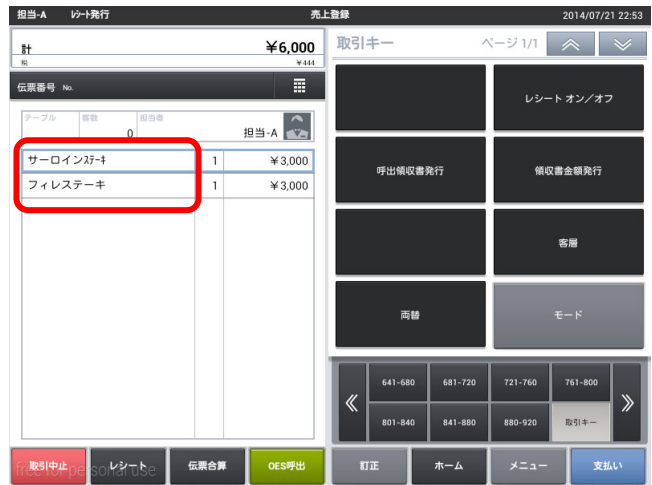 担当-A ﾚｼｰﾄ発行 売上登録 2014/07/21 22:53
計 ¥6,000
税 ¥444
伝票番号 No.
テーブル 客数 担当者
0 担当-A
サーロインｽﾃｰｷ 1 ¥3,000
フィレステーキ 1 ¥3,000
取引キー ページ 1/1
レシート オン／オフ
呼出領収書発行 領収書金額発行
客層
両替 モード
641-680 681-720 721-760 761-800
801-840 841-880 880-920 取引キー
取引中止 レシート 伝票合算 OES呼出 訂正 ホーム メニュー 支払い
free for personal use